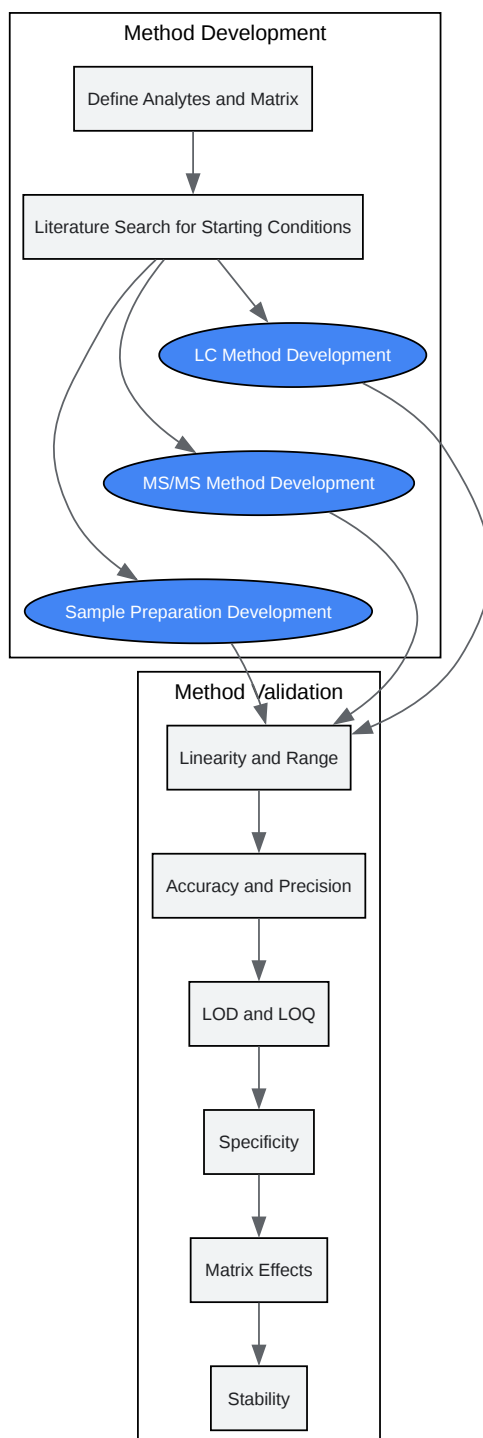 Method Development
Define Analytes and Matrix
Literature Search for Starting Conditions
LC Method Development
MS/MS Method Development
Sample Preparation Development
Method Validation
Linearity and Range
Accuracy and Precision
LOD and LOQ
Specificity
Matrix Effects
Stability